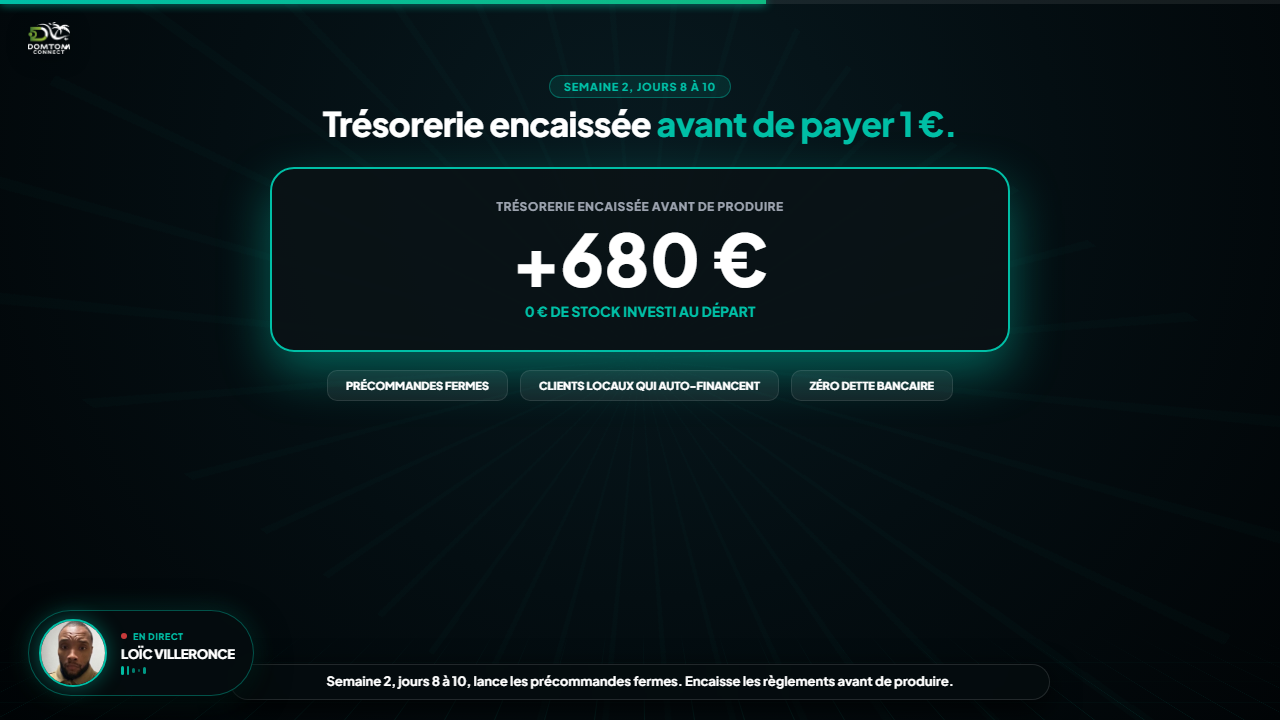 DOMTOM
CONNECT
SEMAINE 2, JOURS 8 À 10
Trésorerie encaissée avant de payer 1 €.
TRÉSORERIE ENCAISSÉE AVANT DE PRODUIRE
+680 €
0 € DE STOCK INVESTI AU DÉPART
PRÉCOMMANDES FERMES
CLIENTS LOCAUX QUI AUTO-FINANCENT
ZÉRO DETTE BANCAIRE
EN DIRECT
LOÏC VILLERONCE
Semaine 2, jours 8 à 10, lance les précommandes fermes. Encaisse les règlements avant de produire.